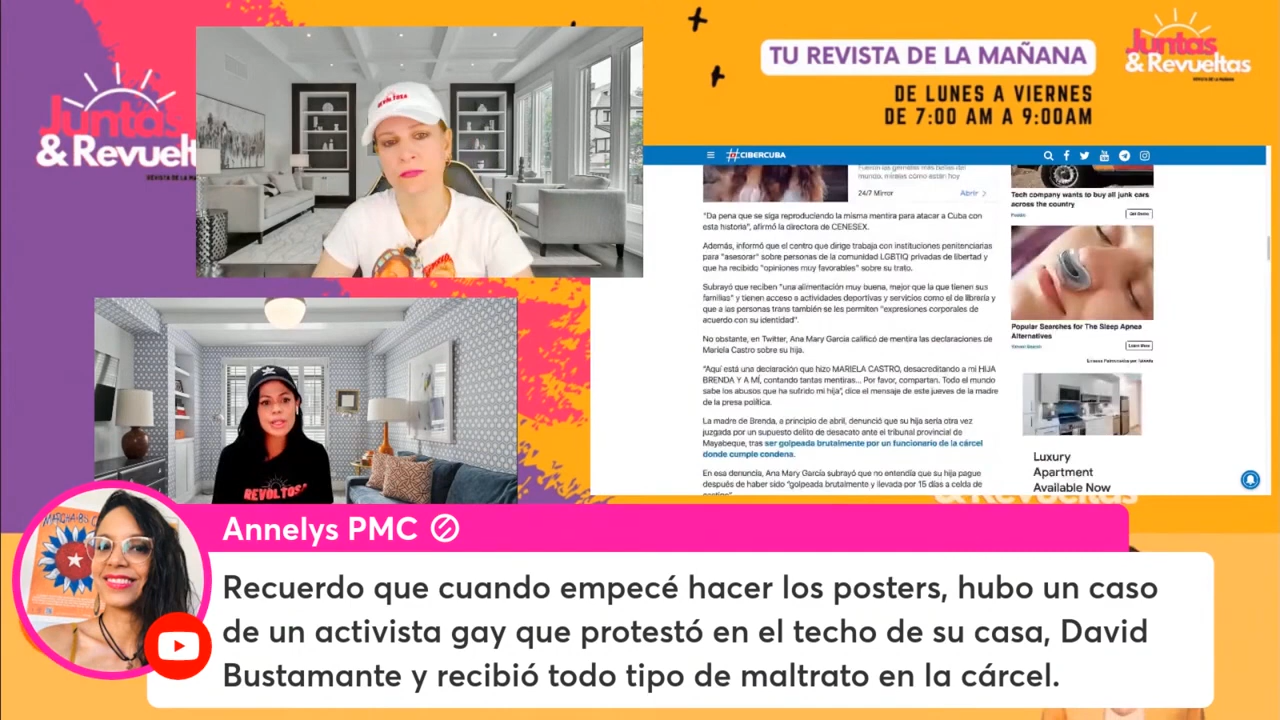 TU REVISTA DE LA MAÑANA
Juntas
& Revueltas
REVISTA DE LA MAÑANA
DE LUNES A VIERNES
DE 7:00 AM A 9:00AM
Juntas
& Revuelt
REVISTA DE LA MA
REVOLTOSA
CIBERCUBA
mundo, míralas cómo están hoy
24/7 Mirror
Abrir
"Da pena que se siga reproduciendo la misma mentira para atacar a Cuba con
esta historia", afirmó la directora de CENESEX.
Además, informó que el centro que dirige trabaja con instituciones penitenciarias
para "asesorar" sobre personas de la comunidad LGBTIQ privadas de libertad y
que ha recibido "opiniones muy favorables" sobre su trato.
Subrayó que reciben "una alimentación muy buena, mejor que la que tienen sus
familias" y tienen acceso a actividades deportivas y servicios como el de librería y
que a las personas trans también se les permiten "expresiones corporales de
acuerdo con su identidad".
No obstante, en Twitter, Ana Mary García calificó de mentira las declaraciones de
Mariela Castro sobre su hija.
"Aquí está una declaración que hizo MARIELA CASTRO, desacreditando a mi HIJA
BRENDA Y A MÍ, contando tantas mentiras... Por favor, compartan. Todo el mundo
sabe los abusos que ha sufrido mi hija", dice el mensaje de este jueves de la madre
de la presa política.
La madre de Brenda, a principio de abril, denunció que su hija sería otra vez
juzgada por un supuesto delito de desacato ante el tribunal provincial de
Mayabeque, tras ser golpeada brutalmente por un funcionario de la cárcel
donde cumple condena.
En esa denuncia, Ana Mary García subrayó que no entendía que su hija pague
después de haber sido "golpeada brutalmente y llevada por 15 días a celda de
Tech company wants to buy all junk cars
across the country
Popular Searches for The Sleep Apnea
Alternatives
Learn More
Luxury
Apartment
Available Now
REVOLTOSA
& Revueltas
Annelys PMC
Recuerdo que cuando empecé hacer los posters, hubo un caso
de un activista gay que protestó en el techo de su casa, David
Bustamante y recibió todo tipo de maltrato en la cárcel.